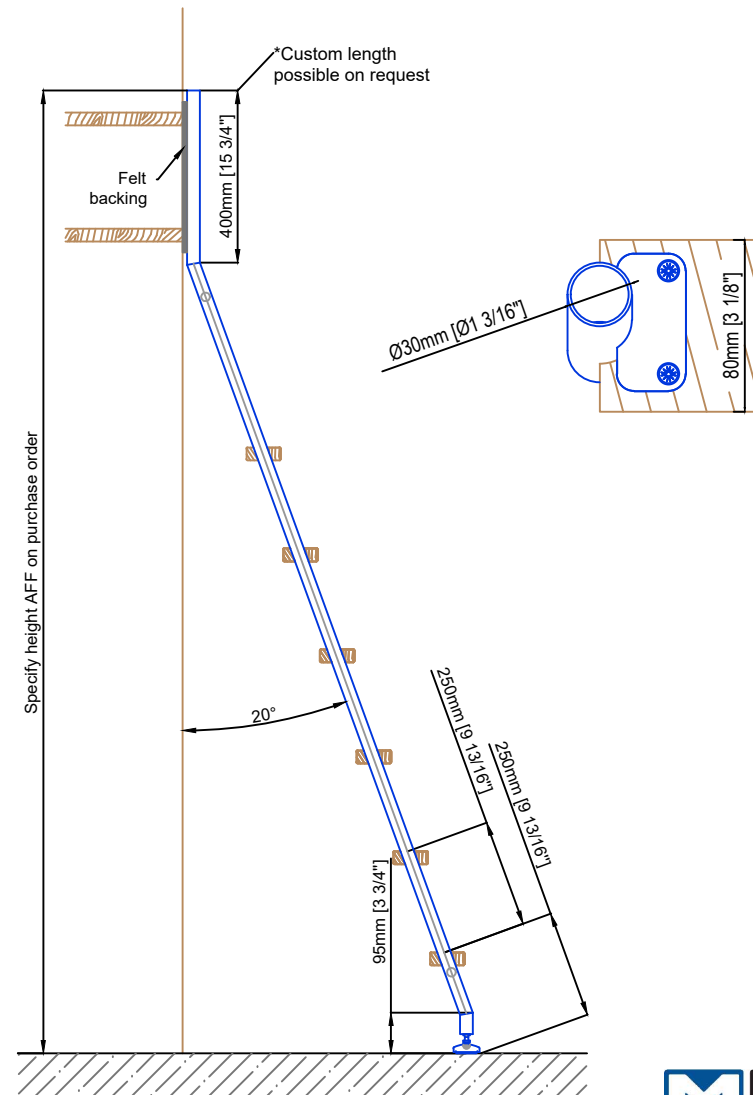 *Custom length
possible on request
400mm [15 3/4"]
Felt
backing
Ø30mm [Ø1 3/16"]
80mm [3 1/8"]
Specify height AFF on purchase order
20°
250mm [9 13/16"]
250mm [9 13/16"]
95mm [3 3/4"]